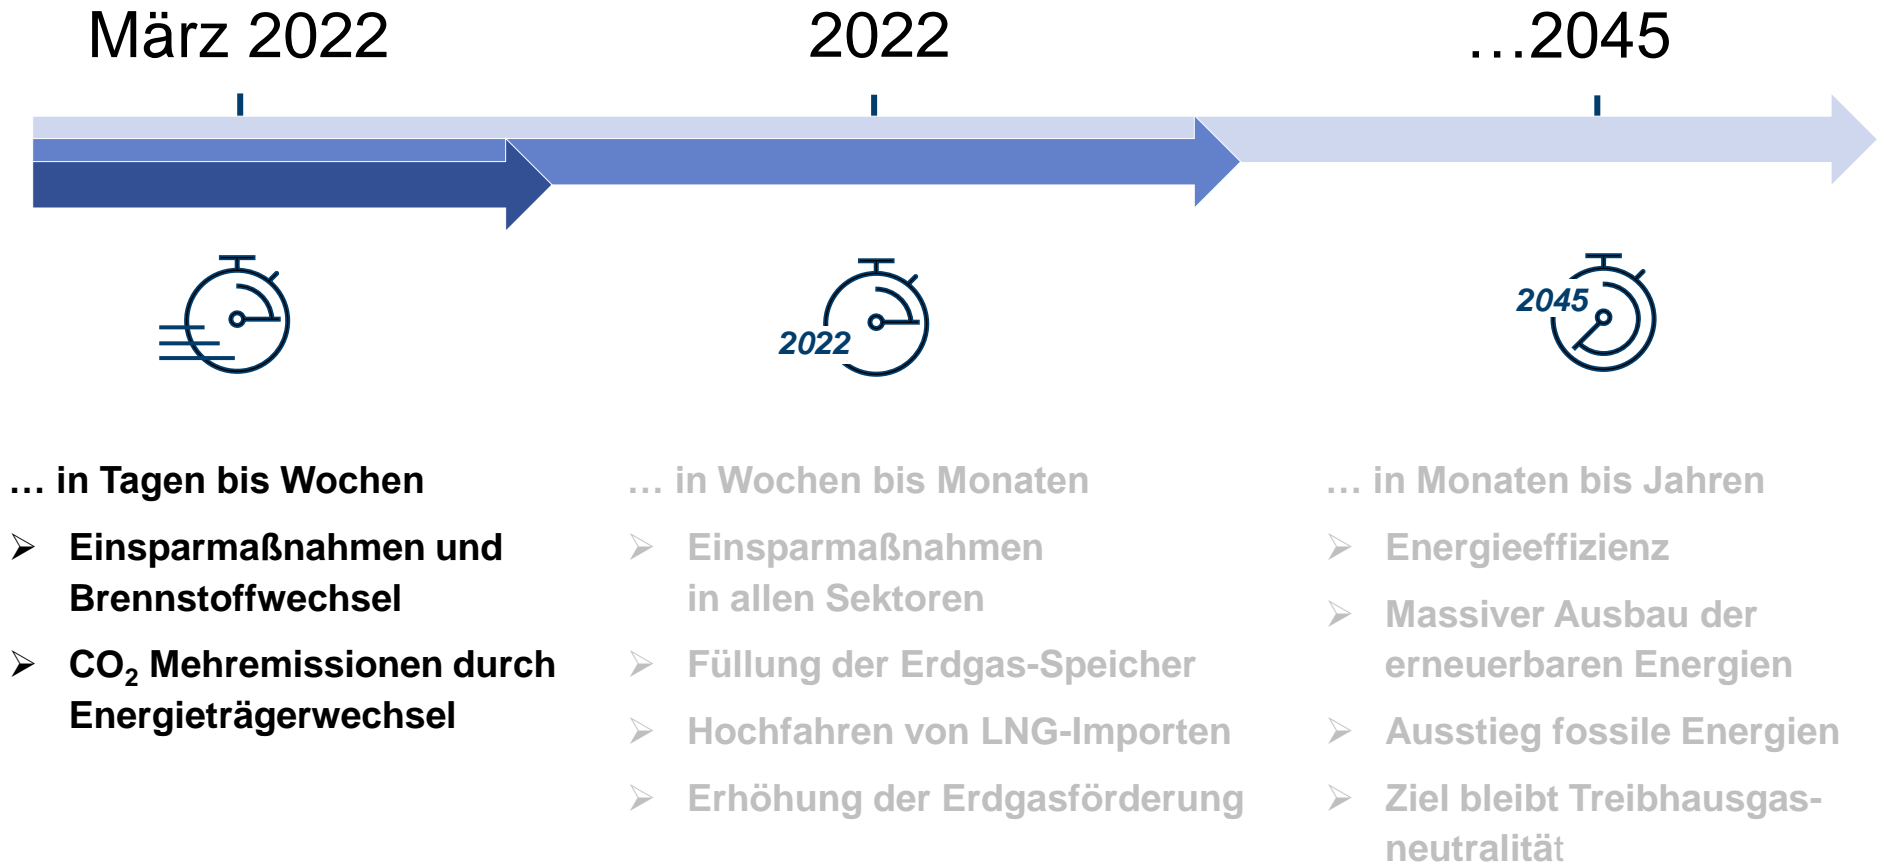 März 2022
2022
…2045
2022
2045
… in Tagen bis Wochen
➢ Einsparmaßnahmen und
Brennstoffwechsel
➢ CO₂ Mehremissionen durch
Energieträgerwechsel
… in Wochen bis Monaten
➢ Einsparmaßnahmen
in allen Sektoren
➢ Füllung der Erdgas-Speicher
➢ Hochfahren von LNG-Importen
➢ Erhöhung der Erdgasförderung
… in Monaten bis Jahren
➢ Energieeffizienz
➢ Massiver Ausbau der
erneuerbaren Energien
➢ Ausstieg fossile Energien
➢ Ziel bleibt Treibhausgas-
neutralität